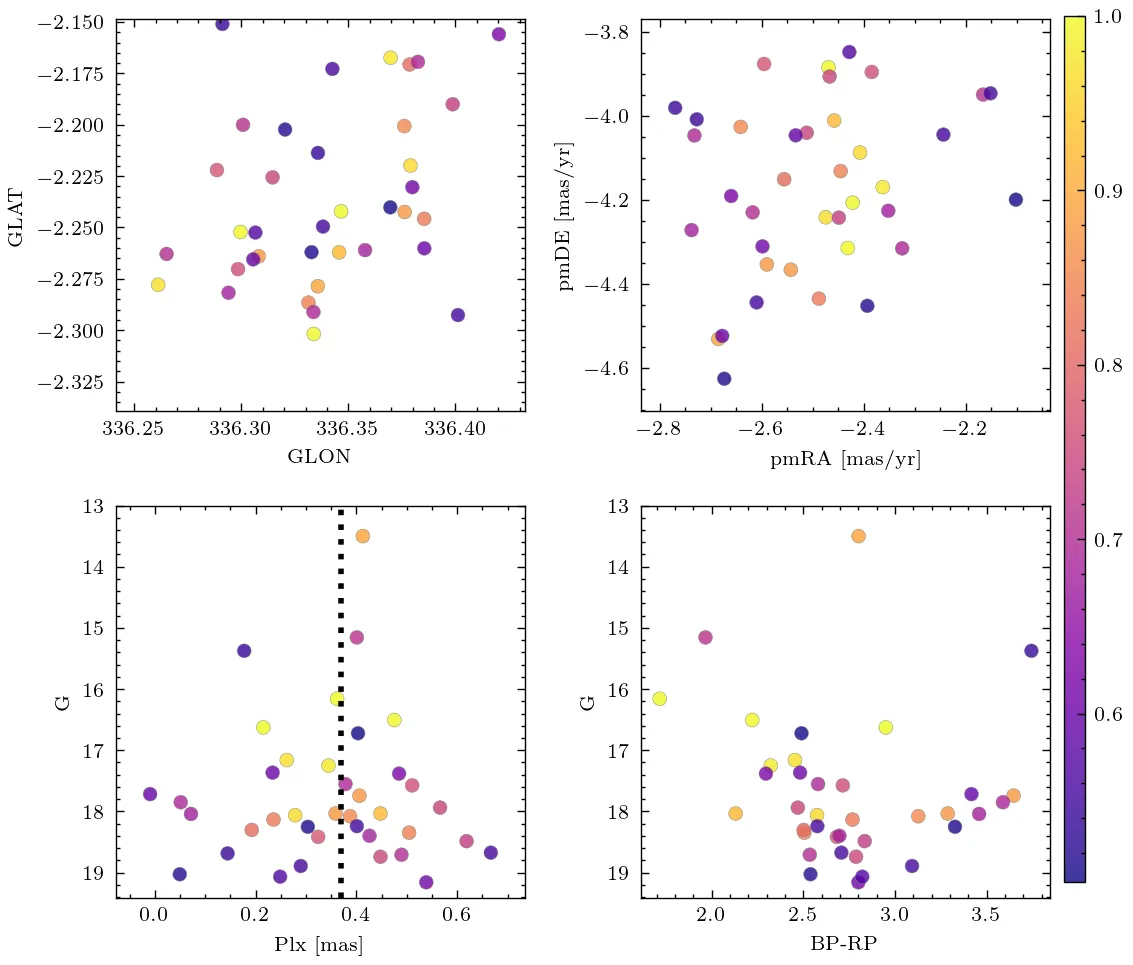 −2.150
−2.175
−2.200
−2.225
−2.250
−2.275
−2.300
−2.325
GLAT
336.25 336.30 336.35 336.40
GLON
−3.8
−4.0
−4.2
−4.4
−4.6
pmDE [mas/yr]
−2.8 −2.6 −2.4 −2.2
pmRA [mas/yr]
13
14
15
16
17
18
19
G
0.0 0.2 0.4 0.6
Plx [mas]
13
14
15
16
17
18
19
G
2.0 2.5 3.0 3.5
BP-RP
1.0
0.9
0.8
0.7
0.6